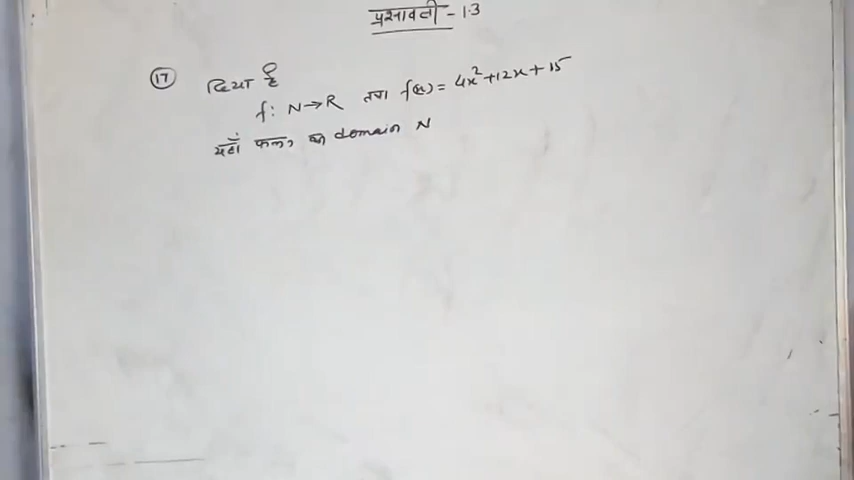 प्रश्नावली - 1.3
17 दिया है
f: N→R तथा f(x) = 4x²+12x+15
यहाँ फलन का domain N